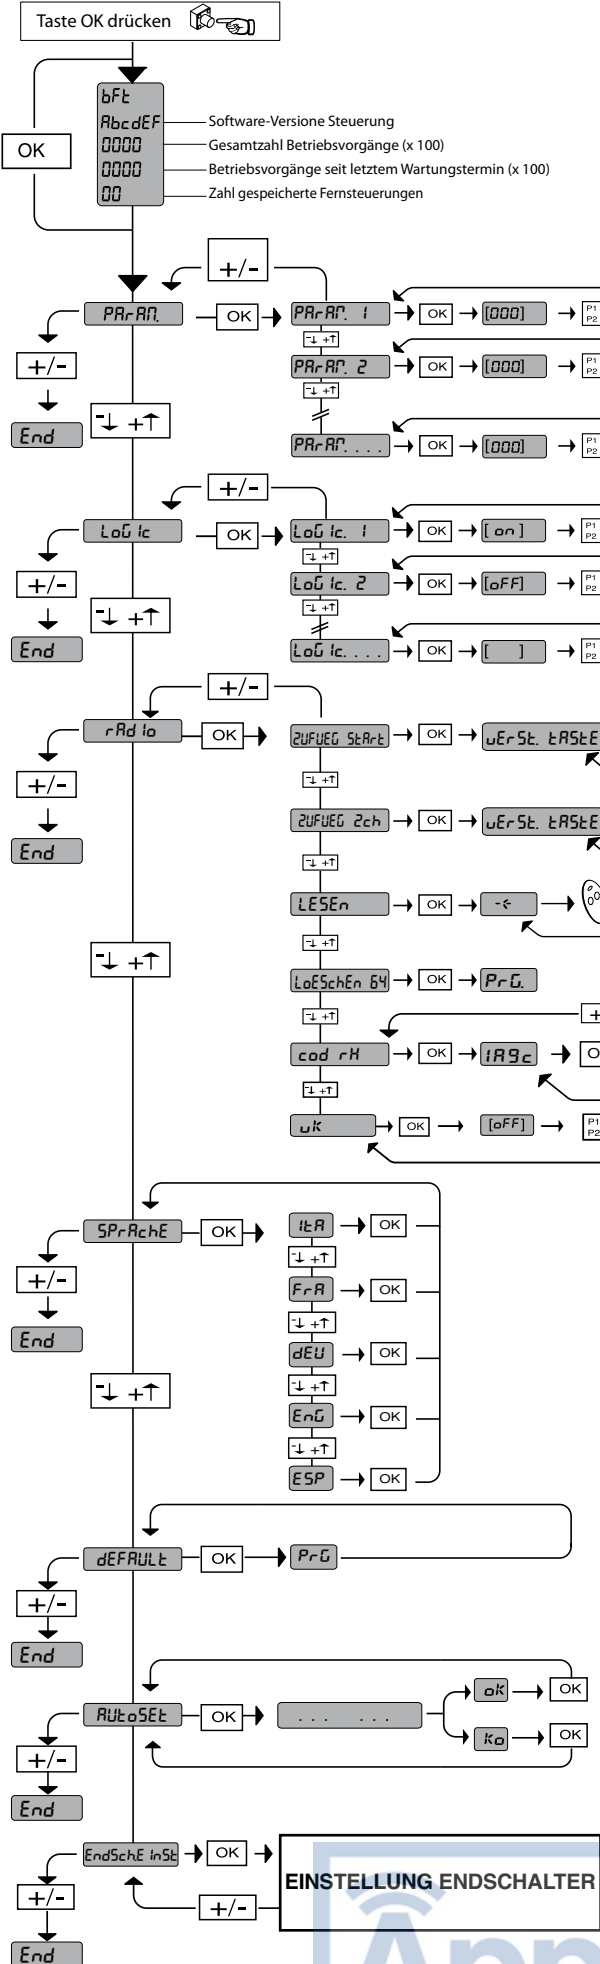 Taste OK drücken
bFt
AbcdEF
Software-Versione Steuerung
0000
Gesamtzahl Betriebsvorgänge (x 100)
0000
Betriebsvorgänge seit letztem Wartungstermin (x 100)
00
Zahl gespeicherte Fernsteuerungen
OK
+/-
PArAM.
OK
PArAM. 1
OK
[000]
P1
P2
- +
+/-
PArAM. 2
OK
[000]
P1
P2
- +
- +
End
PArAM....
OK
[000]
P1
P2
+/-
LoGIc
OK
LoGIc. 1
OK
[on]
P1
P2
- +
+/-
LoGIc. 2
OK
[oFF]
P1
P2
- +
- +
End
LoGIc....
OK
[ ]
P1
P2
+/-
rAdIo
OK
ZUFUEG StArt
OK
uErSt. tAStE
+/-
- +
End
ZUFUEG 2ch
OK
uErSt. tAStE
- +
LESEn
OK
- +
- +
LoESchEn 64
OK
PrG.
- +
cod rX
OK
1A9c
- +
uK
OK
[oFF]
P1
P2
SPrAchE
OK
ItA
OK
- +
+/-
FrA
OK
- +
End
dEU
OK
- +
- +
EnG
OK
- +
ESP
OK
dEFAULt
OK
PrG
+/-
End
AUtoSEt
OK
... ...
oK
OK
Ko
OK
+/-
End
EndSch.EInSt
OK
EINSTELLUNG ENDSCHALTER
+/-
+/-
End